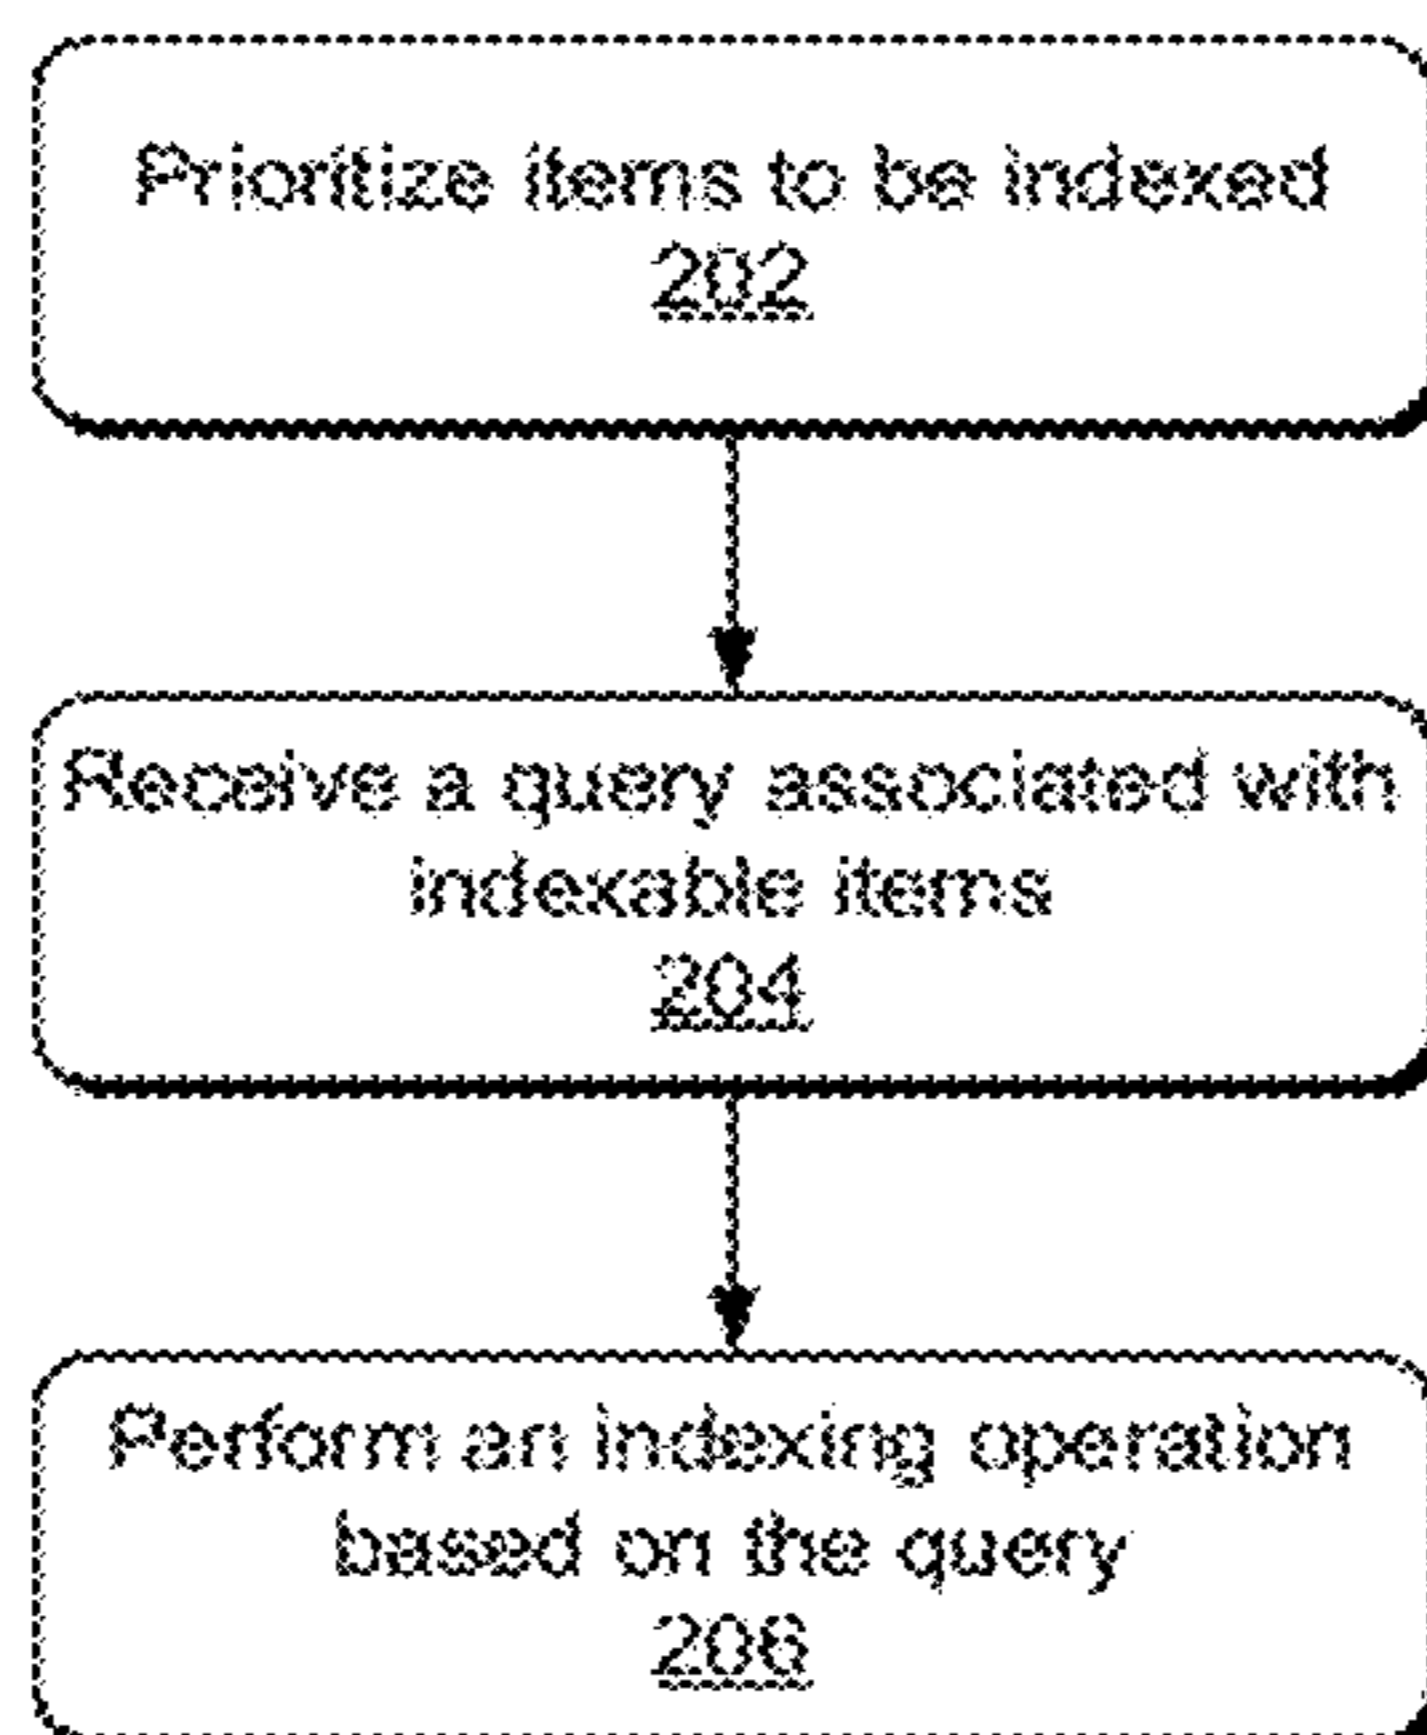 Prioritize items to be indexed
202
Receive a query associated with
indexable items
204
Perform an indexing operation
based on the query
206